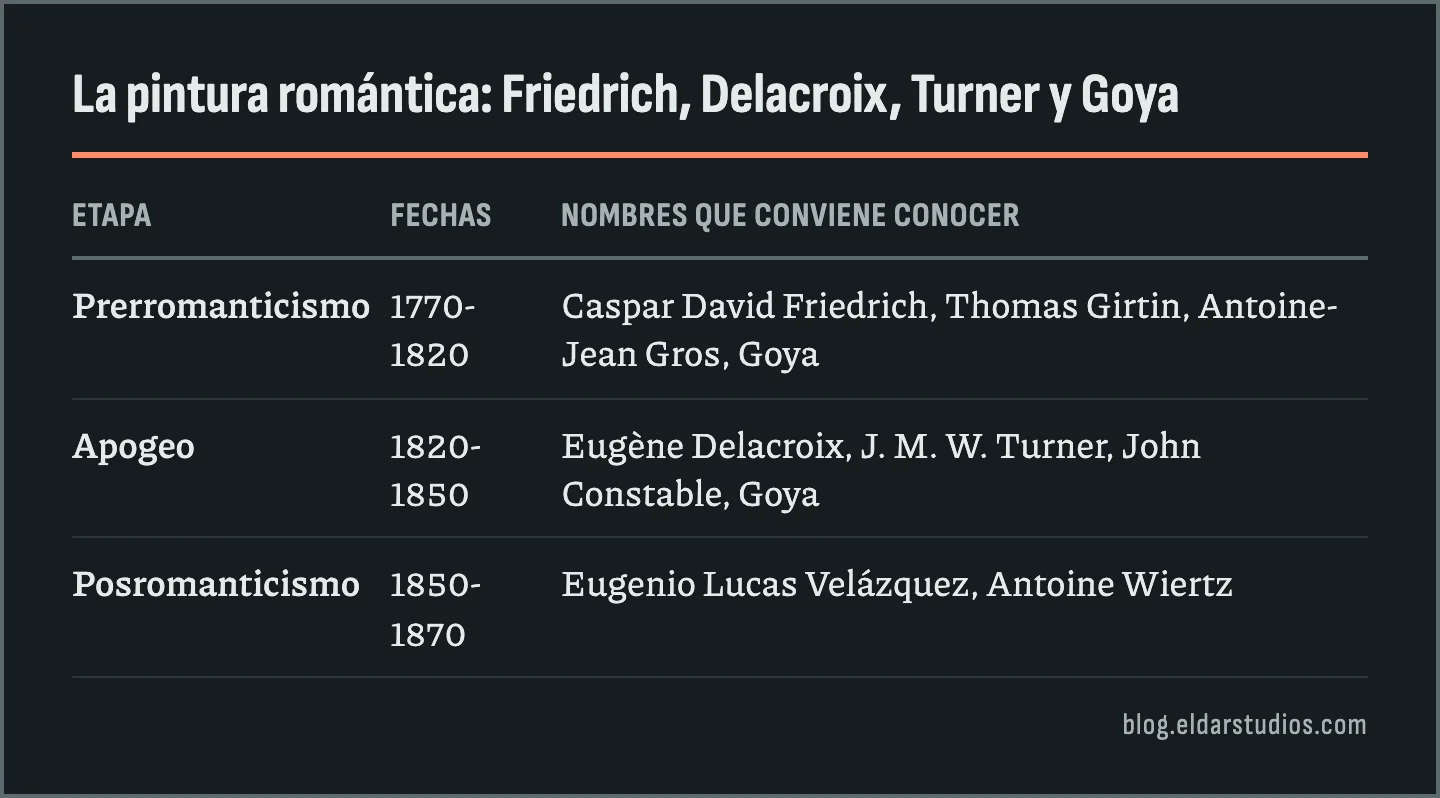 La pintura romántica: Friedrich, Delacroix, Turner y Goya
ETAPA FECHAS NOMBRES QUE CONVIENE CONOCER
Prerromanticismo 1770- Caspar David Friedrich, Thomas Girtin, Antoine-
1820 Jean Gros, Goya
Apogeo 1820- Eugène Delacroix, J. M. W. Turner, John
1850 Constable, Goya
Posromanticismo 1850- Eugenio Lucas Velázquez, Antoine Wiertz
1870
blog.eldarstudios.com